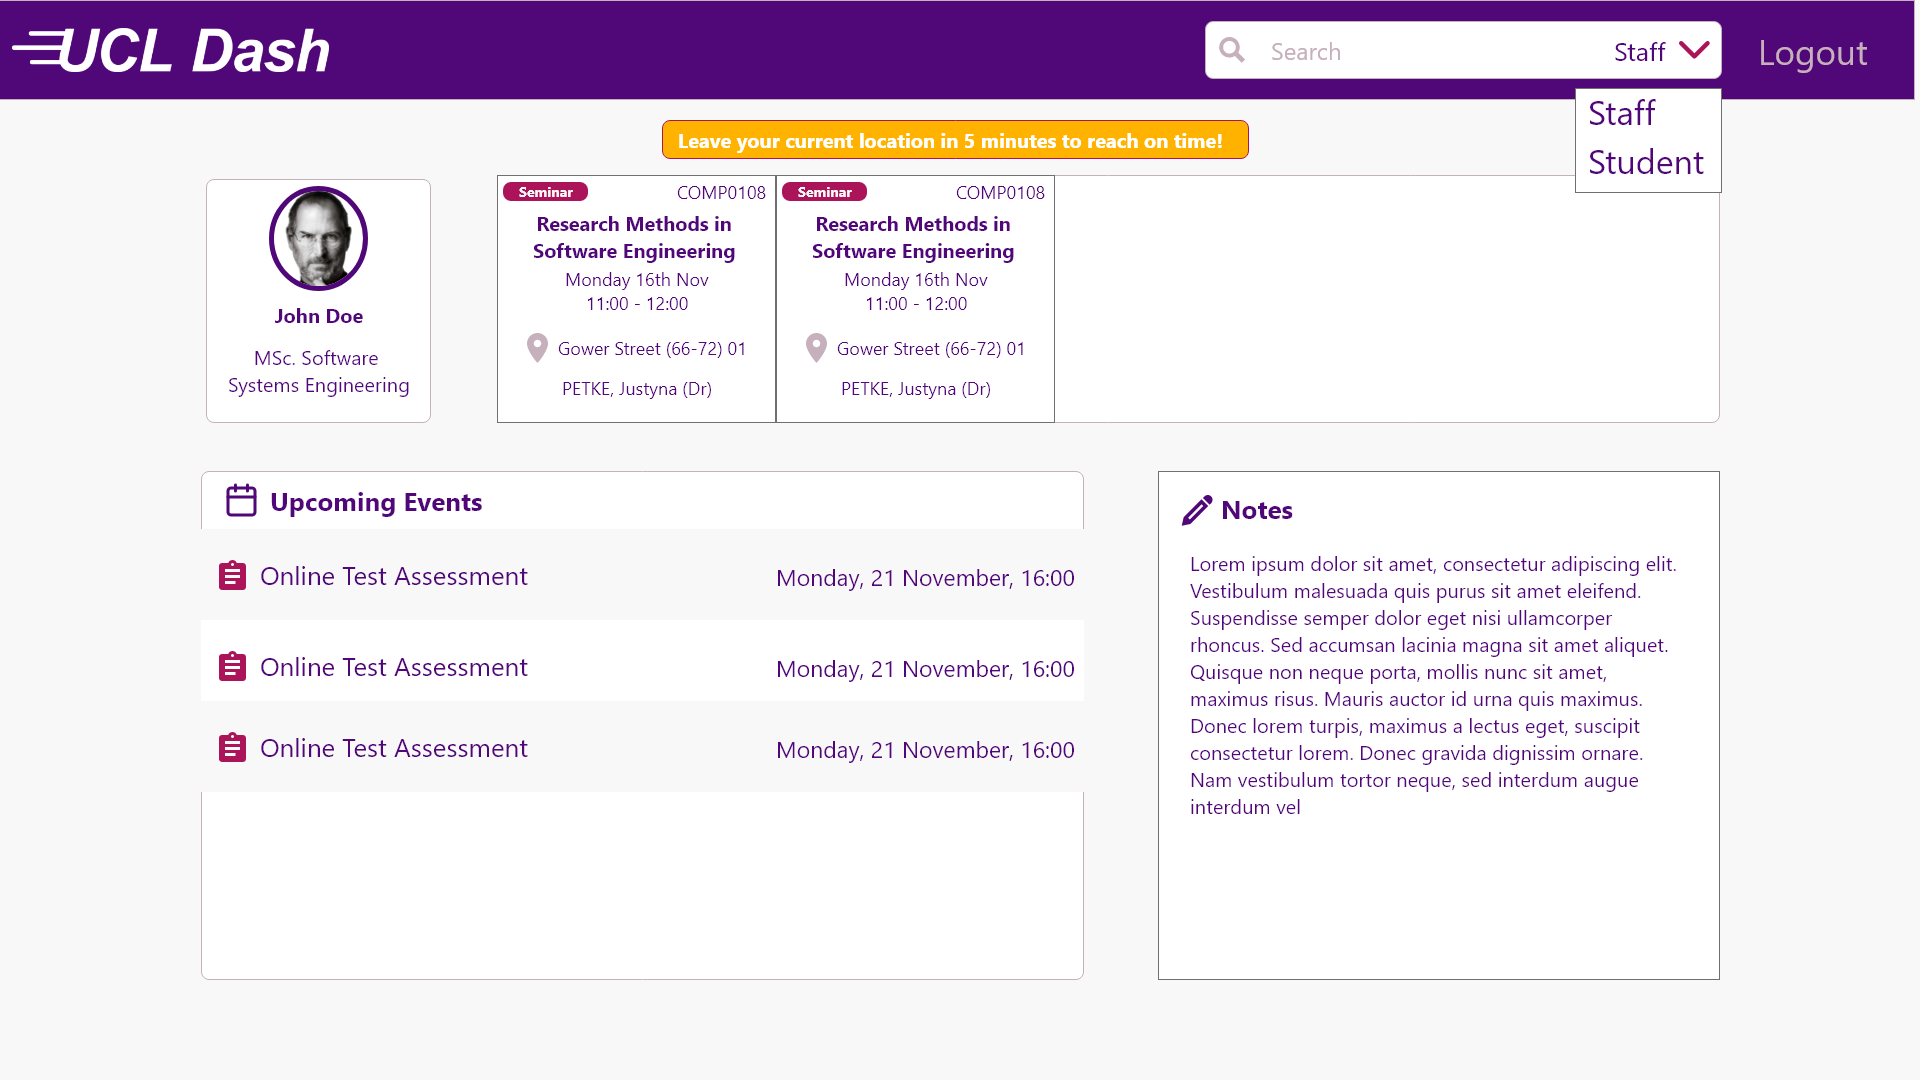 UCL Dash
Search
Staff
Logout
Staff
Student
Leave your current location in 5 minutes to reach on time!
John Doe
MSc. Software
Systems Engineering
Seminar
COMP0108
Research Methods in
Software Engineering
Monday 16th Nov
11:00 - 12:00
Gower Street (66-72) 01
PETKE, Justyna (Dr)
Seminar
COMP0108
Research Methods in
Software Engineering
Monday 16th Nov
11:00 - 12:00
Gower Street (66-72) 01
PETKE, Justyna (Dr)
Upcoming Events
Online Test Assessment
Monday, 21 November, 16:00
Online Test Assessment
Monday, 21 November, 16:00
Online Test Assessment
Monday, 21 November, 16:00
Notes
Lorem ipsum dolor sit amet, consectetur adipiscing elit.
Vestibulum malesuada quis purus sit amet eleifend.
Suspendisse semper dolor eget nisi ullamcorper
rhoncus. Sed accumsan lacinia magna sit amet aliquet.
Quisque non neque porta, mollis nunc sit amet,
maximus risus. Mauris auctor id urna quis maximus.
Donec lorem turpis, maximus a lectus eget, suscipit
consectetur lorem. Donec gravida dignissim ornare.
Nam vestibulum tortor neque, sed interdum augue
interdum vel